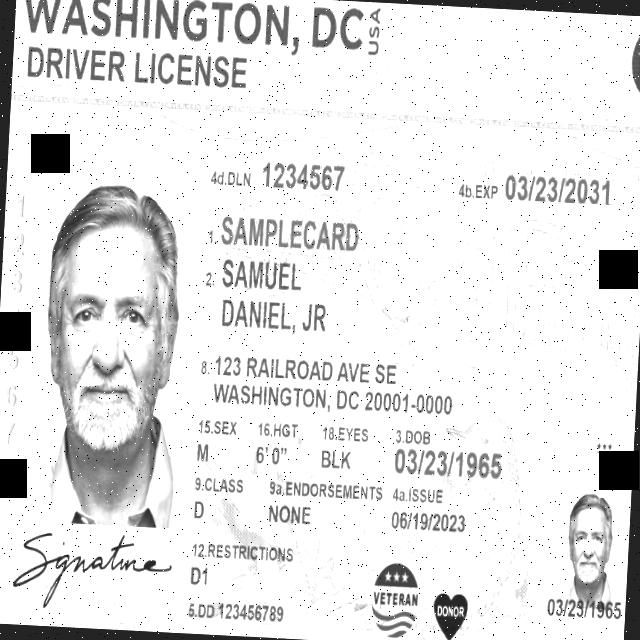 WASHINGTON, DC USA
DRIVER LICENSE
4d.DLN 1234567
4b.EXP 03/23/2031
1. SAMPLECARD
2. SAMUEL
DANIEL, JR
8. 123 RAILROAD AVE SE
WASHINGTON, DC 20001-0000
15.SEX 16.HGT 18.EYES 3.DOB
M 6'0" BLK 03/23/1965
9.CLASS 9a.ENDORSEMENTS 4a.ISSUE
D NONE 06/19/2023
12.RESTRICTIONS
D1
5.DD 123456789
Signature
VETERAN
DONOR
***
03/23/1965